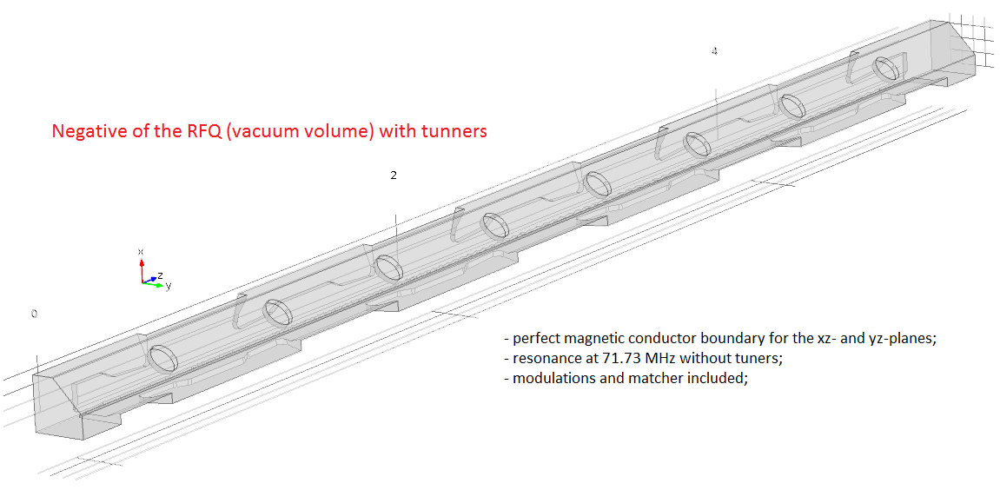 4
Negative of the RFQ (vacuum volume) with tunners
2
x
z
y
0
- perfect magnetic conductor boundary for the xz- and yz-planes;
- resonance at 71.73 MHz without tuners;
- modulations and matcher included;